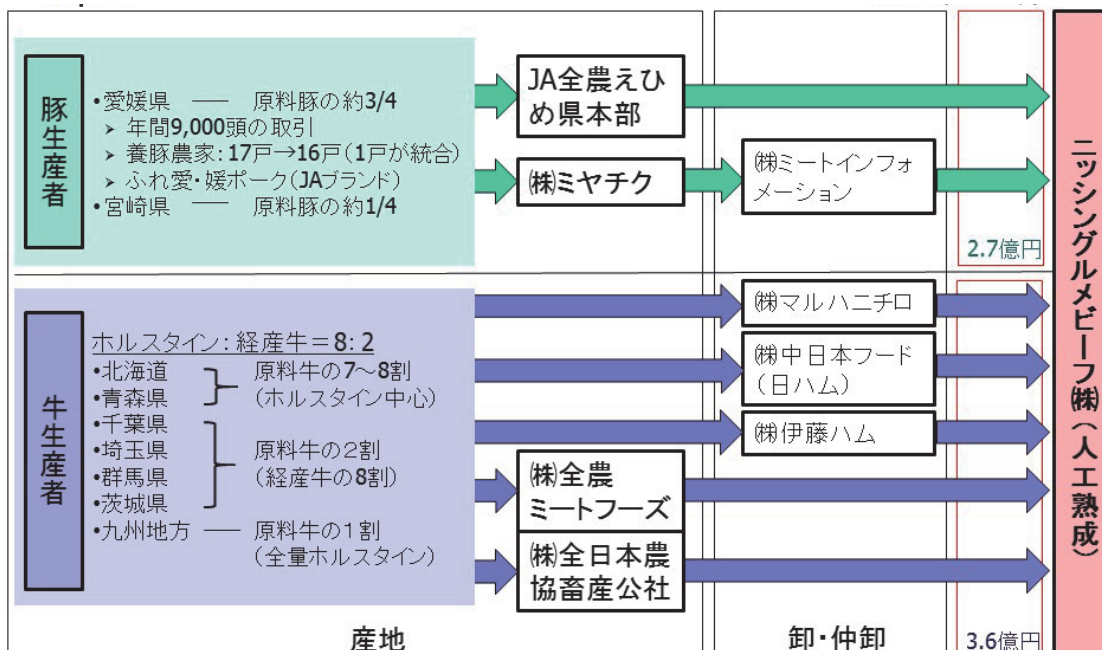 豚生産者
•愛媛県 ── 原料豚の約3/4
➢ 年間9,000頭の取引
➢ 養豚農家：17戸→16戸（1戸が統合）
➢ ふれ愛・媛ポーク（JAブランド）
•宮崎県 ── 原料豚の約1/4
JA全農えひ
め県本部
㈱ミヤチク
㈱ミートインフォ
メーション
2.7億円
牛生産者
ホルスタイン：経産牛＝8：2
•北海道
•青森県
原料牛の7～8割
（ホルスタイン中心）
•千葉県
•埼玉県
•群馬県
•茨城県
原料牛の2割
（経産牛の8割）
•九州地方 ── 原料牛の1割
（全量ホルスタイン）
㈱マルハニチロ
㈱中日本フード
（日ハム）
㈱伊藤ハム
㈱全農
ミートフーズ
㈱全日本農
協畜産公社
3.6億円
ニッシングルメビーフ㈱（人工熟成）
産地
卸・仲卸